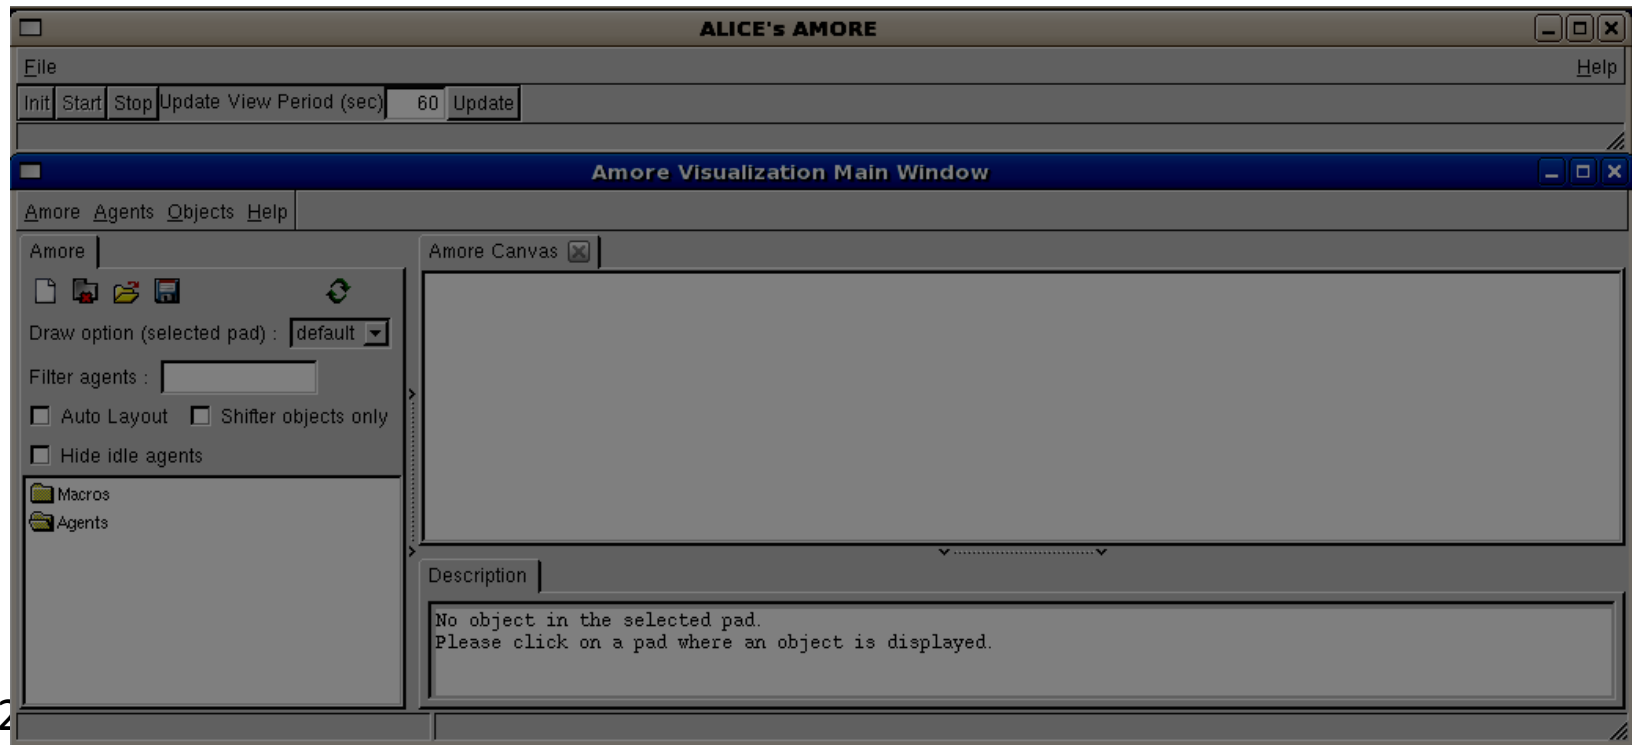 ALICE's AMORE
File Help
Init Start Stop Update View Period (sec) 60 Update
Amore Visualization Main Window
Amore Agents Objects Help
Amore
Amore Canvas
Draw option (selected pad) : default
Filter agents :
Auto Layout Shifter objects only
Hide idle agents
Macros
Agents
Description
No object in the selected pad.
Please click on a pad where an object is displayed.
2